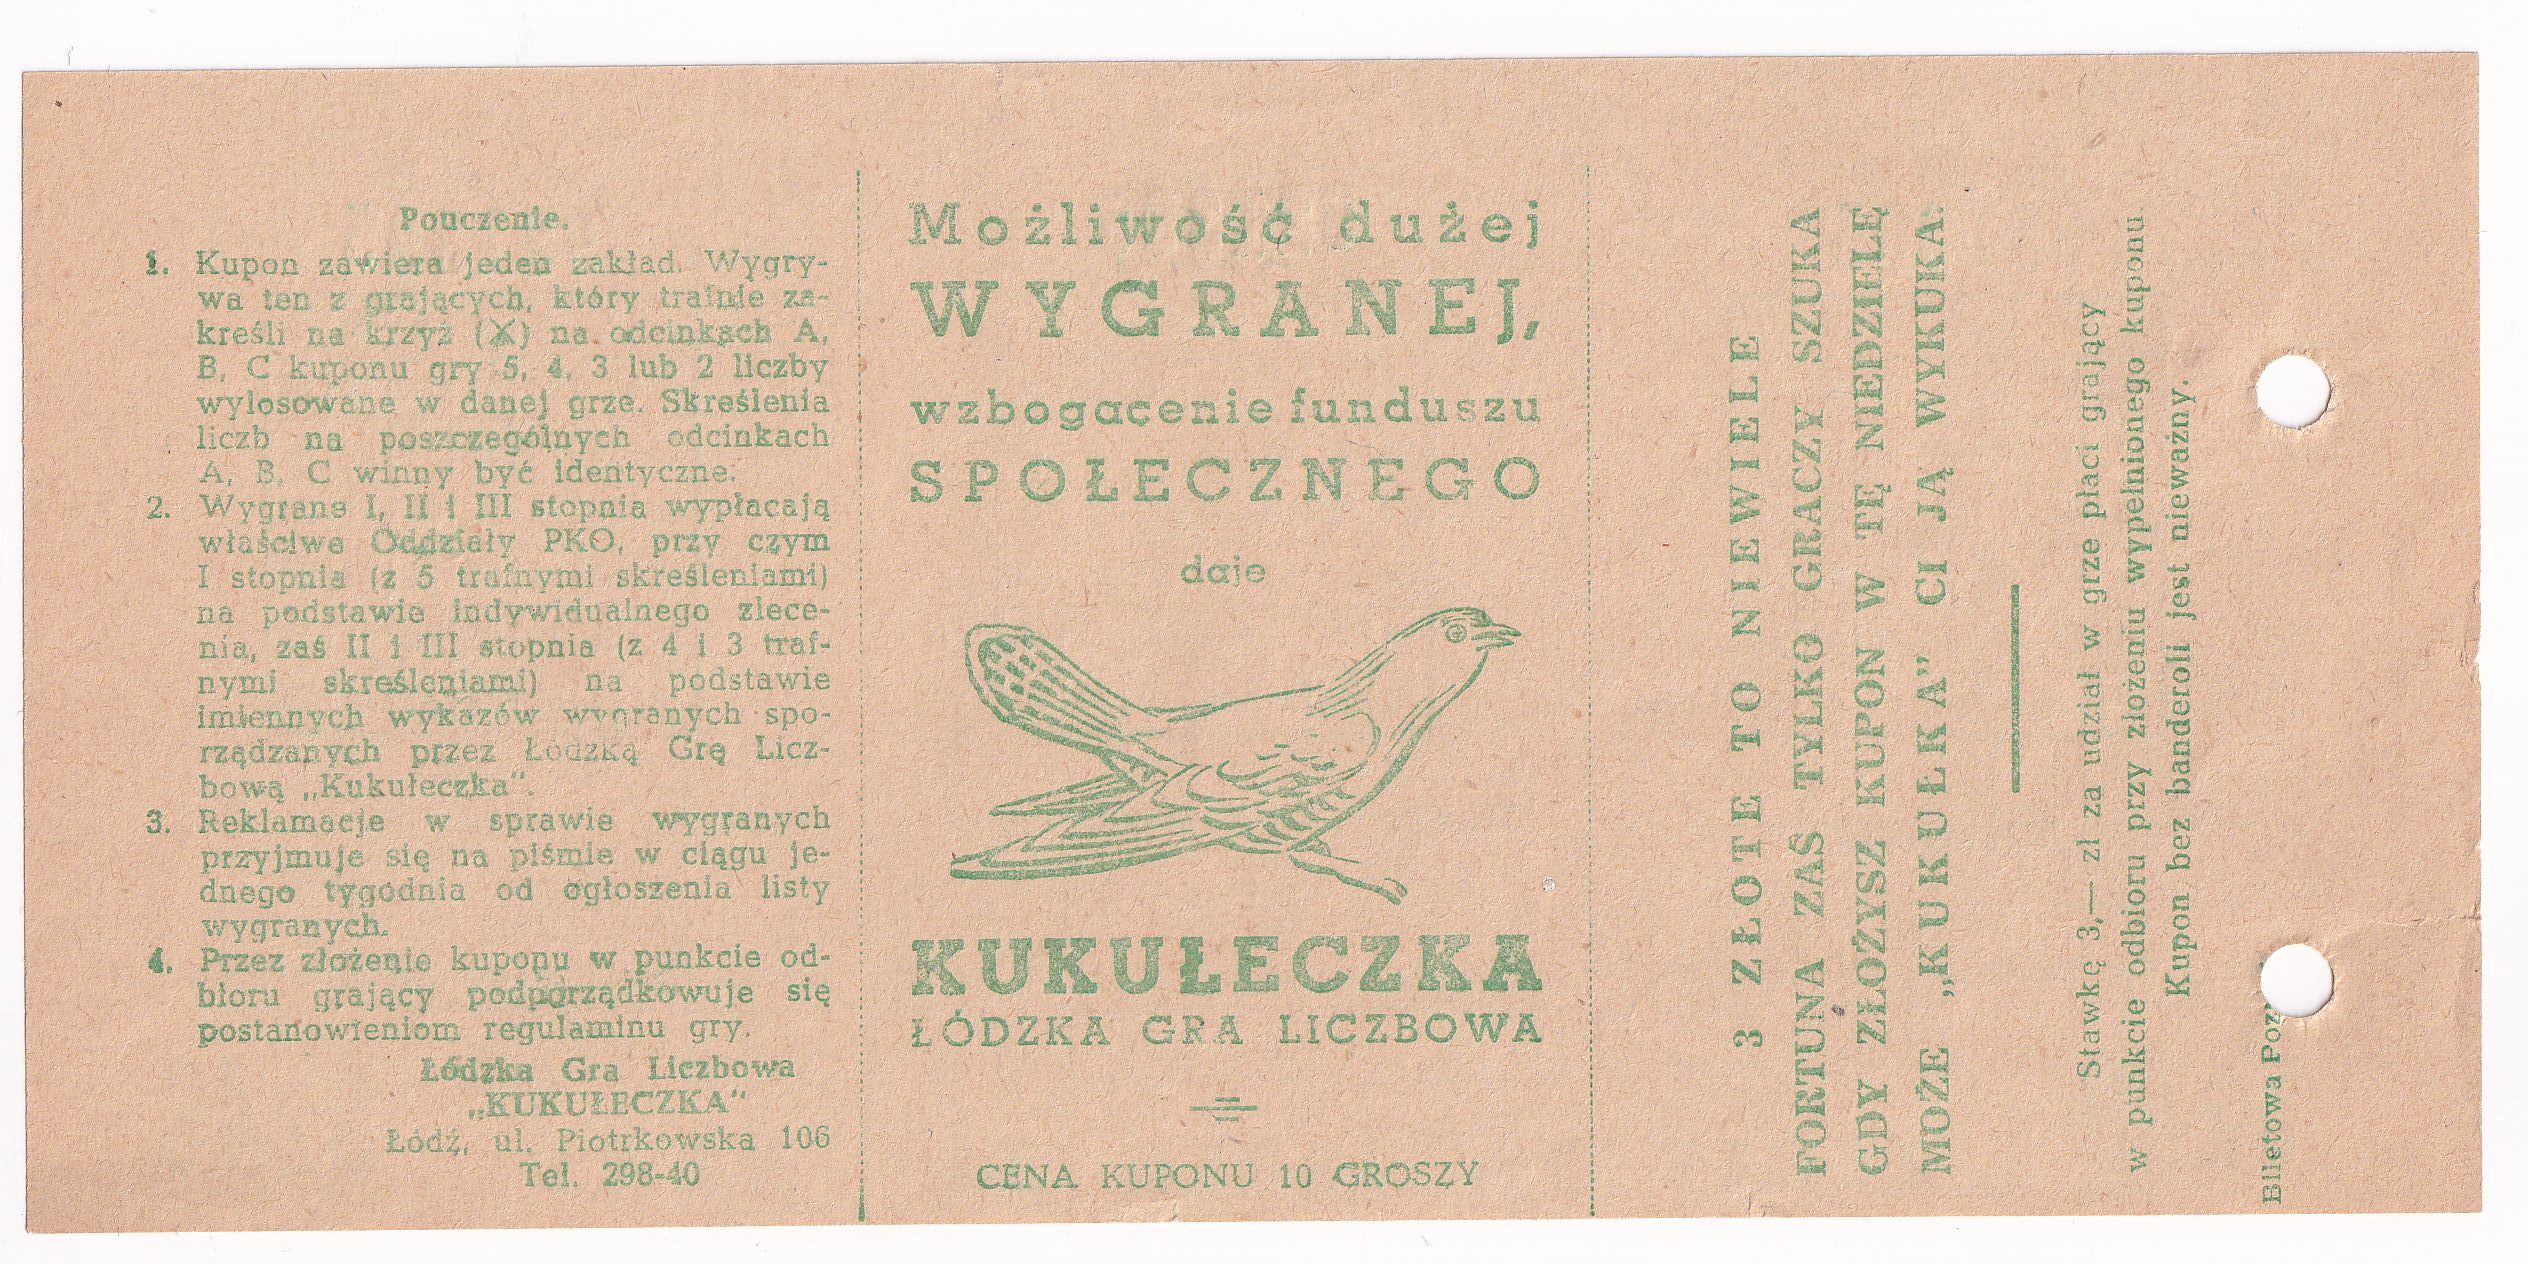 Pouczenie.
1. Kupon zawiera jeden zakład. Wygry-
wa ten z grających, który trafnie za-
kreśli na krzyż (X) na odcinkach A,
B, C kuponu gry 5, 4, 3 lub 2 liczby
wylosowane w danej grze. Skreślenia
liczb na poszczególnych odcinkach
A, B, C winny być identyczne.
2. Wygrane I, II i III stopnia wypłacają
właściwe Oddziały PKO, przy czym
I stopnia (z 5 trafnymi skreśleniami)
na podstawie indywidualnego zlece-
nia, zaś II i III stopnia (z 4 i 3 traf-
nymi skreśleniami) na podstawie
imiennych wykazów wygranych spo-
rządzanych przez Łódzką Grę Licz-
bową „Kukułeczka".
3. Reklamacje w sprawie wygranych
przyjmuje się na piśmie w ciągu je-
dnego tygodnia od ogłoszenia listy
wygranych.
4. Przez złożenie kuponu w punkcie od-
bioru grający podporządkowuje się
postanowieniom regulaminu gry.
Łódzka Gra Liczbowa
„KUKUŁECZKA"
Łódź, ul. Piotrkowska 106
Tel. 298-40
Możliwość dużej
WYGRANEJ,
wzbogacenie funduszu
SPOŁECZNEGO
daje
KUKUŁECZKA
ŁÓDZKA GRA LICZBOWA
CENA KUPONU 10 GROSZY
3 ZŁOTE TO NIEWIELE
FORTUNA ZAŚ TYLKO GRACZY SZUKA
GDY ZŁOŻYSZ KUPON W TĘ NIEDZIELĘ
MOŻE „KUKUŁKA" CI JĄ WYKUKA.
Stawkę 3,— zł za udział w grze płaci grający
w punkcie odbioru przy złożeniu wypełnionego kuponu.
Kupon bez banderoli jest nieważny.
Biletowa Poz